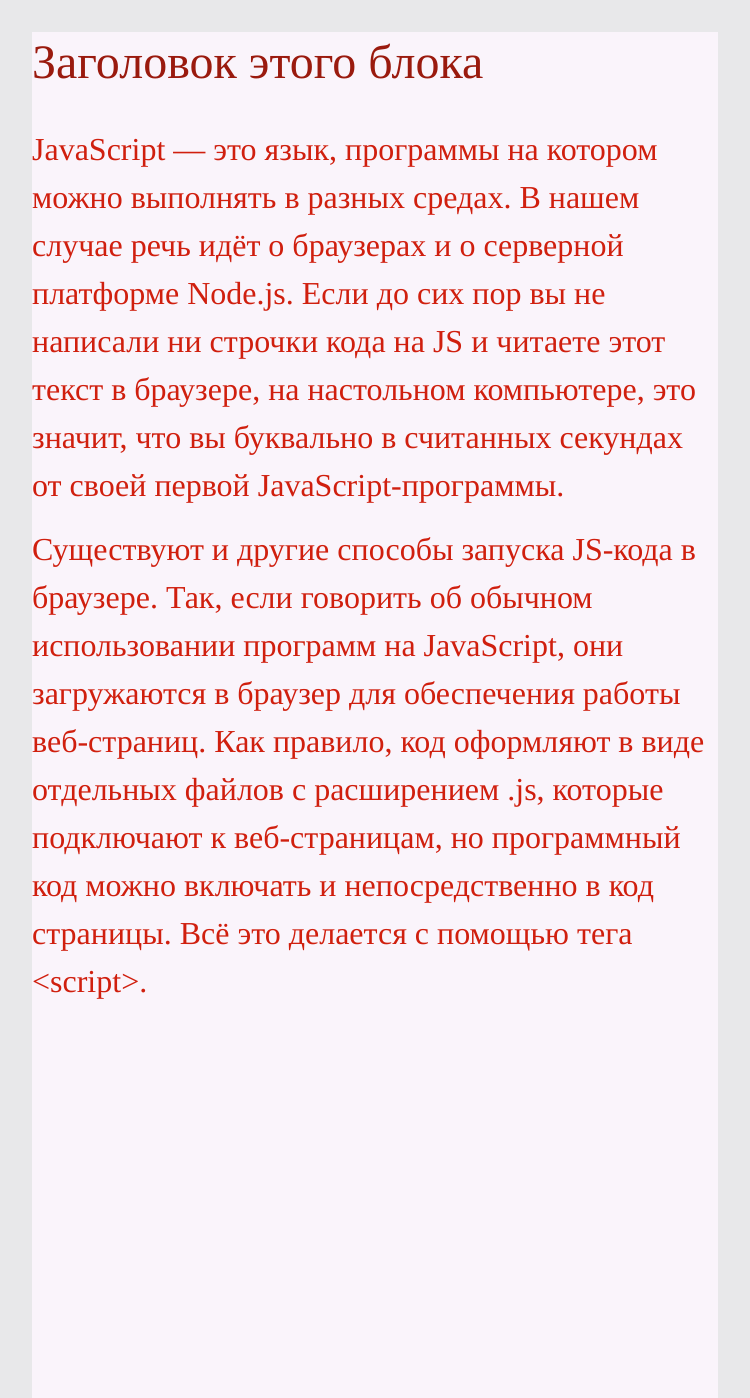 Заголовок этого блока
JavaScript — это язык, программы на котором
можно выполнять в разных средах. В нашем
случае речь идёт о браузерах и о серверной
платформе Node.js. Если до сих пор вы не
написали ни строчки кода на JS и читаете этот
текст в браузере, на настольном компьютере, это
значит, что вы буквально в считанных секундах
от своей первой JavaScript-программы.
Существуют и другие способы запуска JS-кода в
браузере. Так, если говорить об обычном
использовании программ на JavaScript, они
загружаются в браузер для обеспечения работы
веб-страниц. Как правило, код оформляют в виде
отдельных файлов с расширением .js, которые
подключают к веб-страницам, но программный
код можно включать и непосредственно в код
страницы. Всё это делается с помощью тега
<script>.